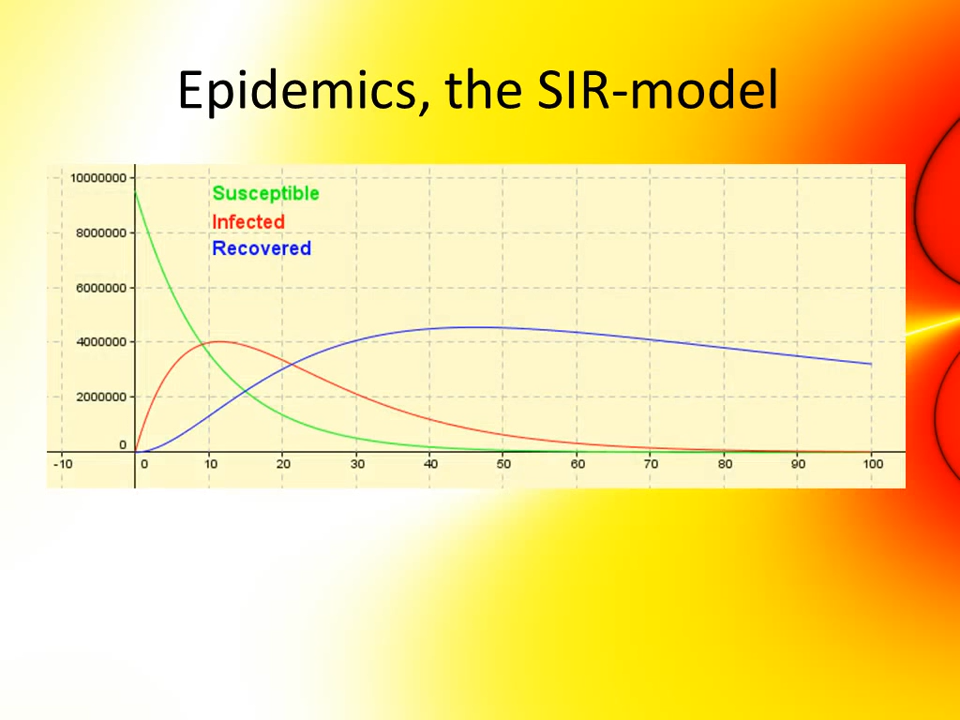 Epidemics, the SIR-model
10000000
Susceptible
Infected
8000000
Recovered
6000000
4000000
2000000
0
-10 0 10 20 30 40 50 60 70 80 90 100